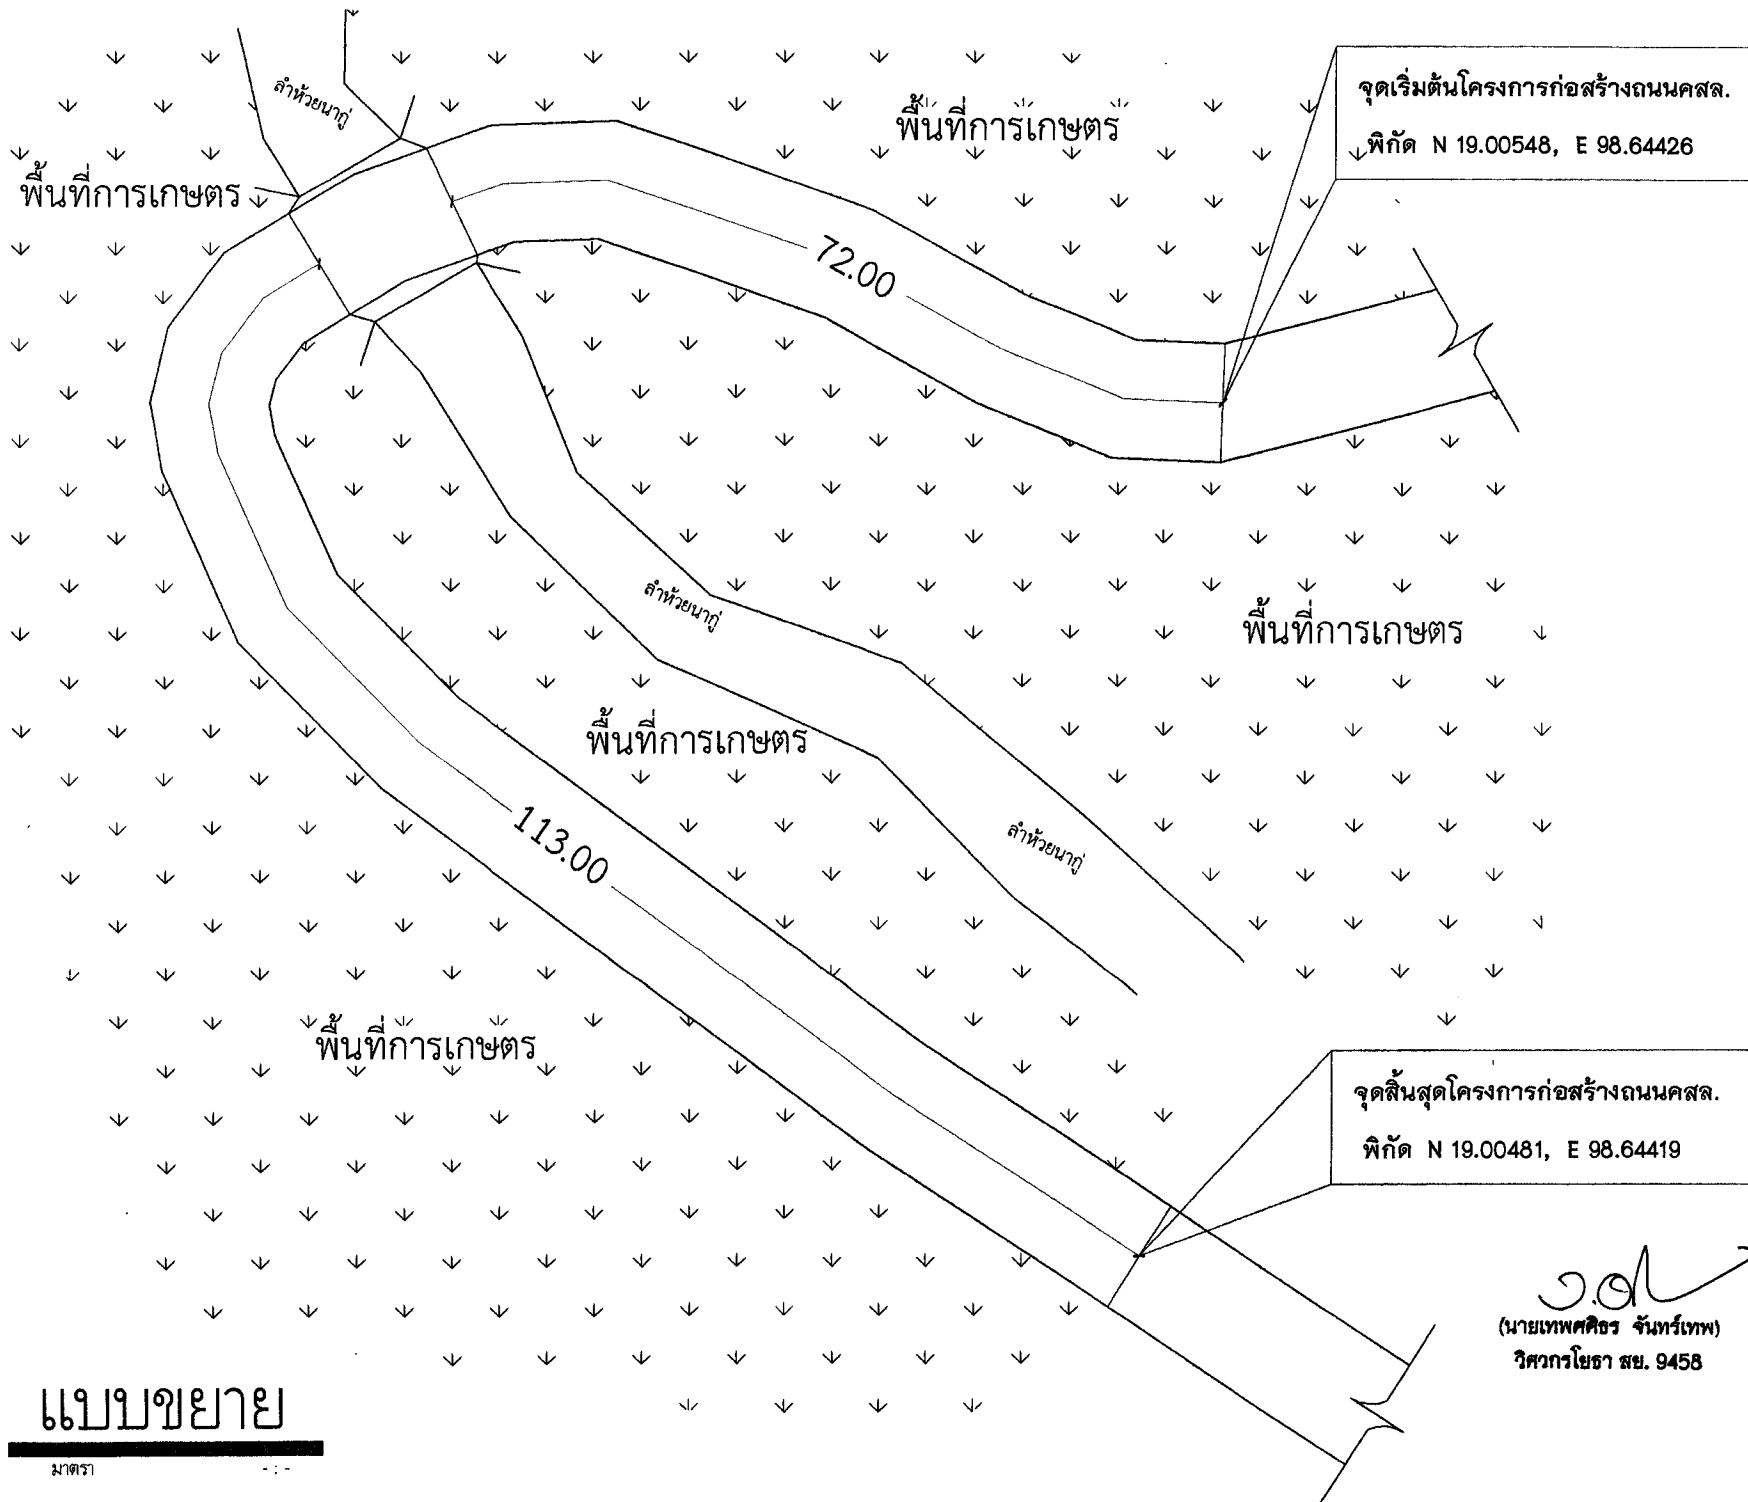 จุดเริ่มต้นโครงการก่อสร้างถนนคสล.
พิกัด N 19.00548, E 98.64426
ลำห้วยนากู่
พื้นที่การเกษตร
พื้นที่การเกษตร
72.00
ลำห้วยนากู่
พื้นที่การเกษตร
พื้นที่การเกษตร
113.00
ลำห้วยนากู่
พื้นที่การเกษตร
จุดสิ้นสุดโครงการก่อสร้างถนนคสล.
พิกัด N 19.00481, E 98.64419
(นายเทพศศิธร จันทร์เทพ)
วิศวกรโยธา สย. 9458
แบบขยาย
มาตรา - : -